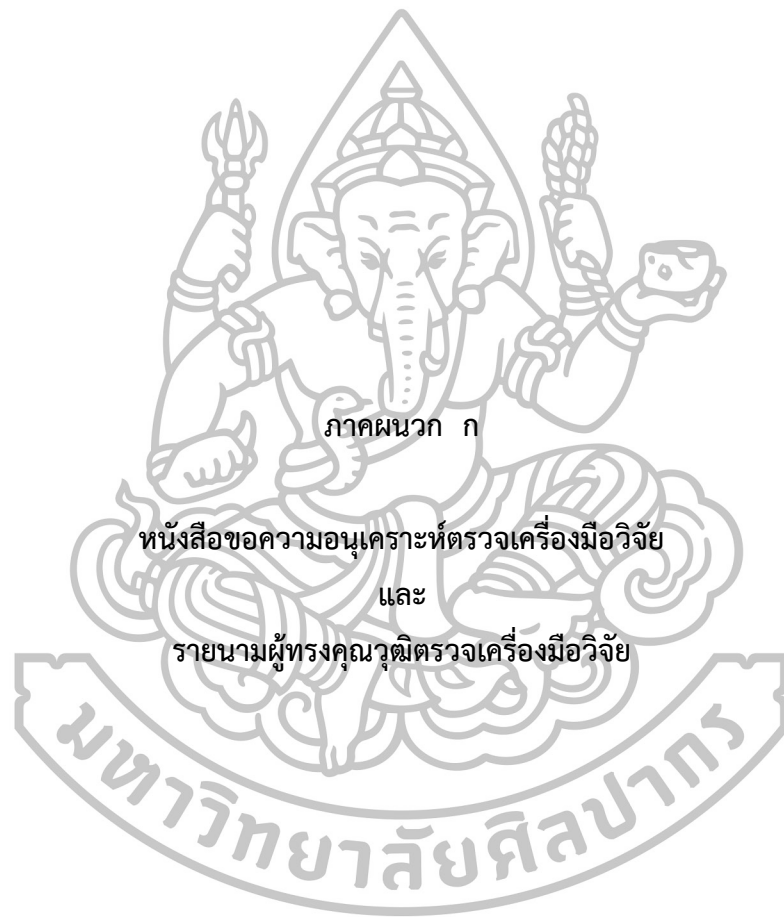 ภาคผนวก ก
หนังสือขอความอนุเคราะห์ตรวจเครื่องมือวิจัย
และ
รายนามผู้ทรงคุณวุฒิตรวจเครื่องมือวิจัย
มหาวิทยาลัยศิลปากร